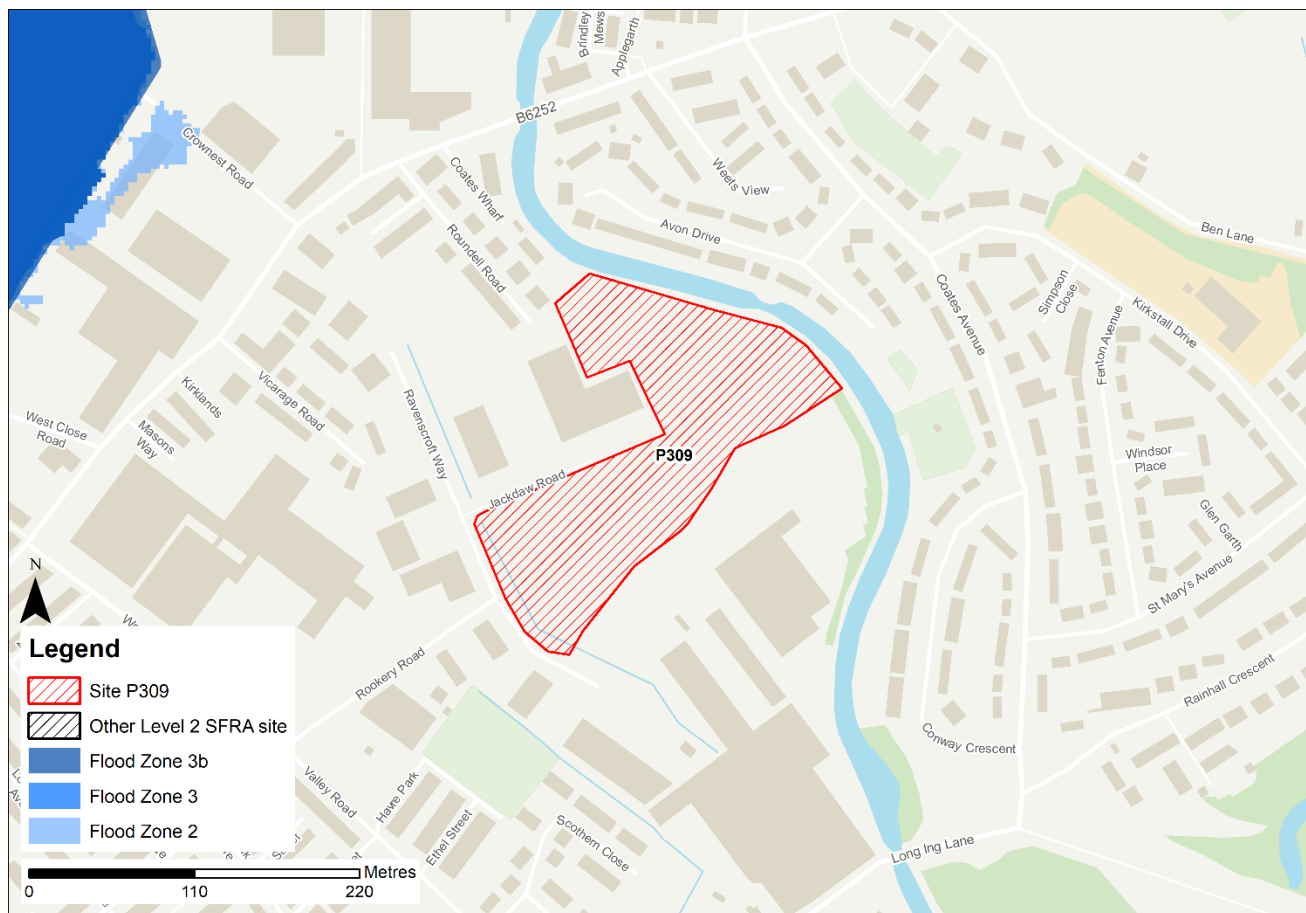 Brindley
Mews
Applegarth
B6252
Crownest Road
Coates Wharf
Roundell Road
Weets View
Avon Drive
Ben Lane
Simpson
Close
Coates Avenue
Fenton Avenue
Kirkstall Drive
Kirklands
Vicarage Road
Ravenscroft Way
West Close
Road
Masons
Way
P309
Jackdaw Road
Windsor
Place
Glen Garth
St Mary's Avenue
N
Rookery Road
Rainhall Crescent
Conway Crescent
Valley Road
Havre Park
Ethel Street
Scothern Close
Long Ing Lane
Legend
Site P309
Other Level 2 SFRA site
Flood Zone 3b
Flood Zone 3
Flood Zone 2
Metres
0 110 220